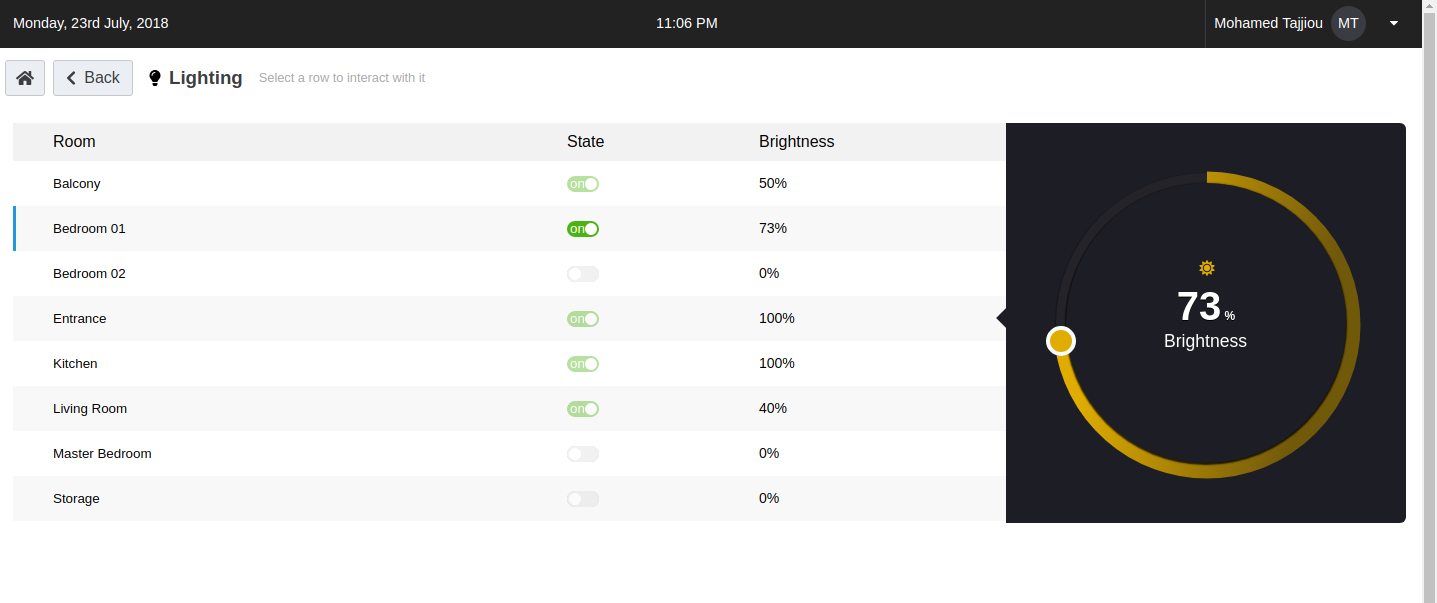 Monday, 23rd July, 2018 11:06 PM Mohamed Tajjiou MT
Back Lighting Select a row to interact with it
Room State Brightness
Balcony on 50%
Bedroom 01 on 73%
Bedroom 02 0%
Entrance on 100%
Kitchen on 100%
Living Room on 40%
Master Bedroom 0%
Storage 0%
73 %
Brightness